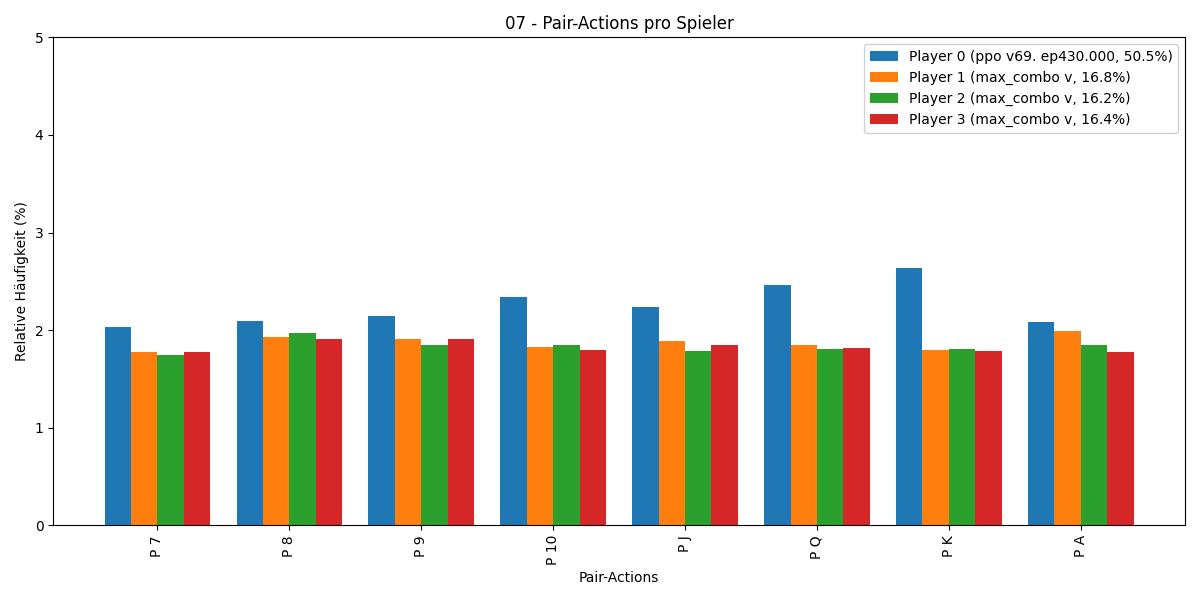 07 - Pair-Actions pro Spieler
Player 0 (ppo v69. ep430.000, 50.5%)
Player 1 (max_combo v, 16.8%)
Player 2 (max_combo v, 16.2%)
Player 3 (max_combo v, 16.4%)
Relative Häufigkeit (%)
5
4
3
2
1
0
P 7
P 8
P 9
P 10
P J
P Q
P K
P A
Pair-Actions